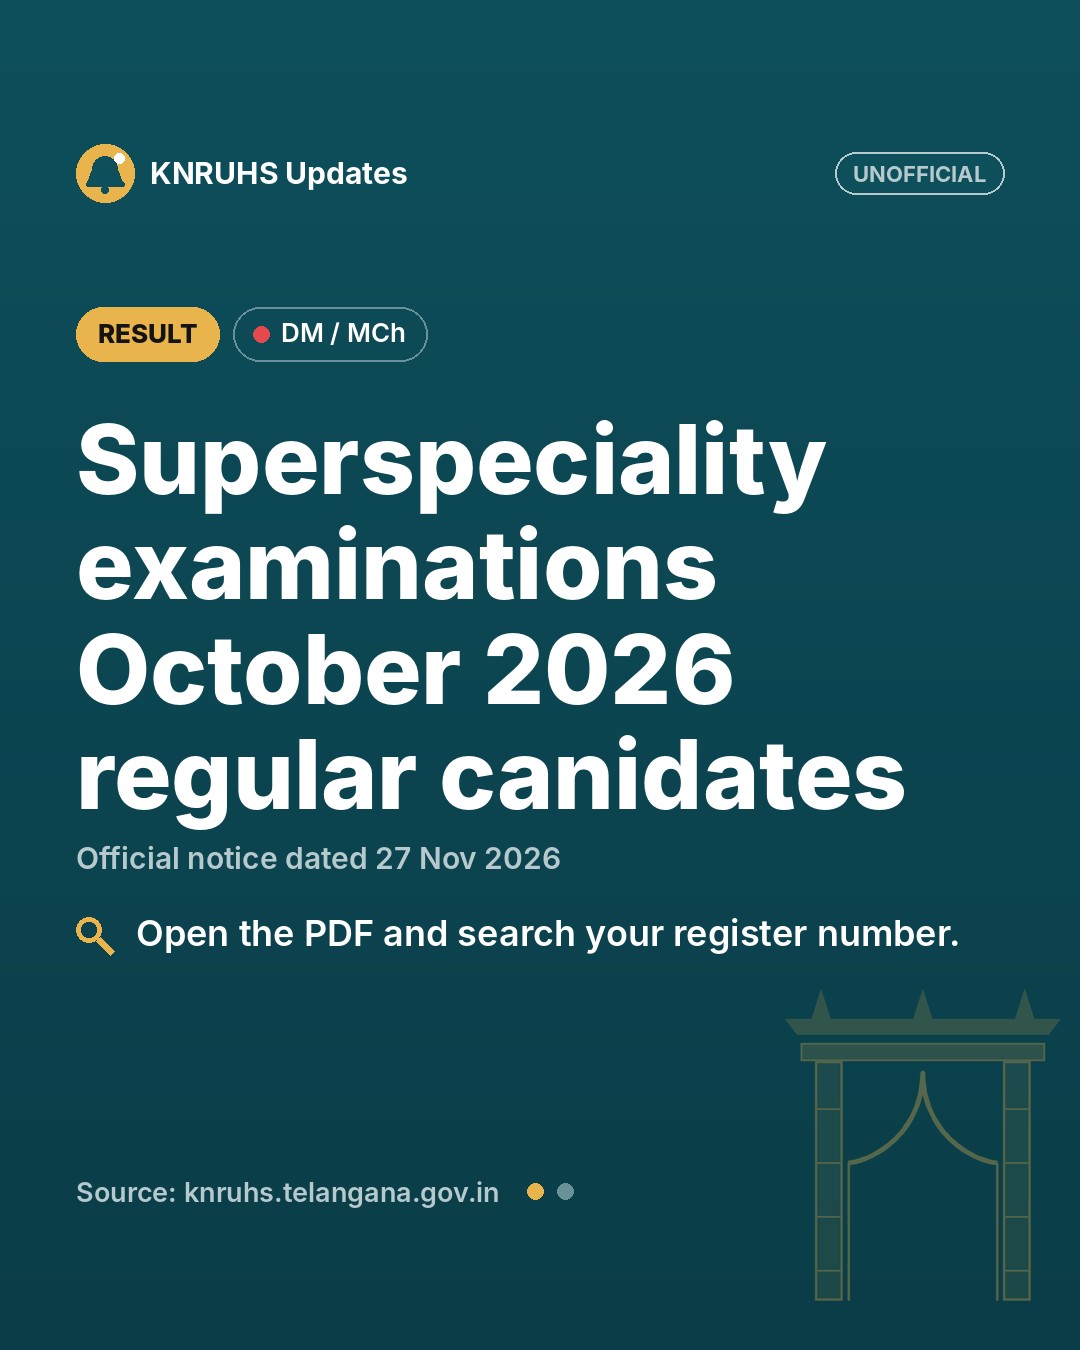 KNRUHS Updates
UNOFFICIAL
RESULT
DM / MCh
Superspeciality
examinations
October 2026
regular canidates
Official notice dated 27 Nov 2026
Open the PDF and search your register number.
Source: knruhs.telangana.gov.in